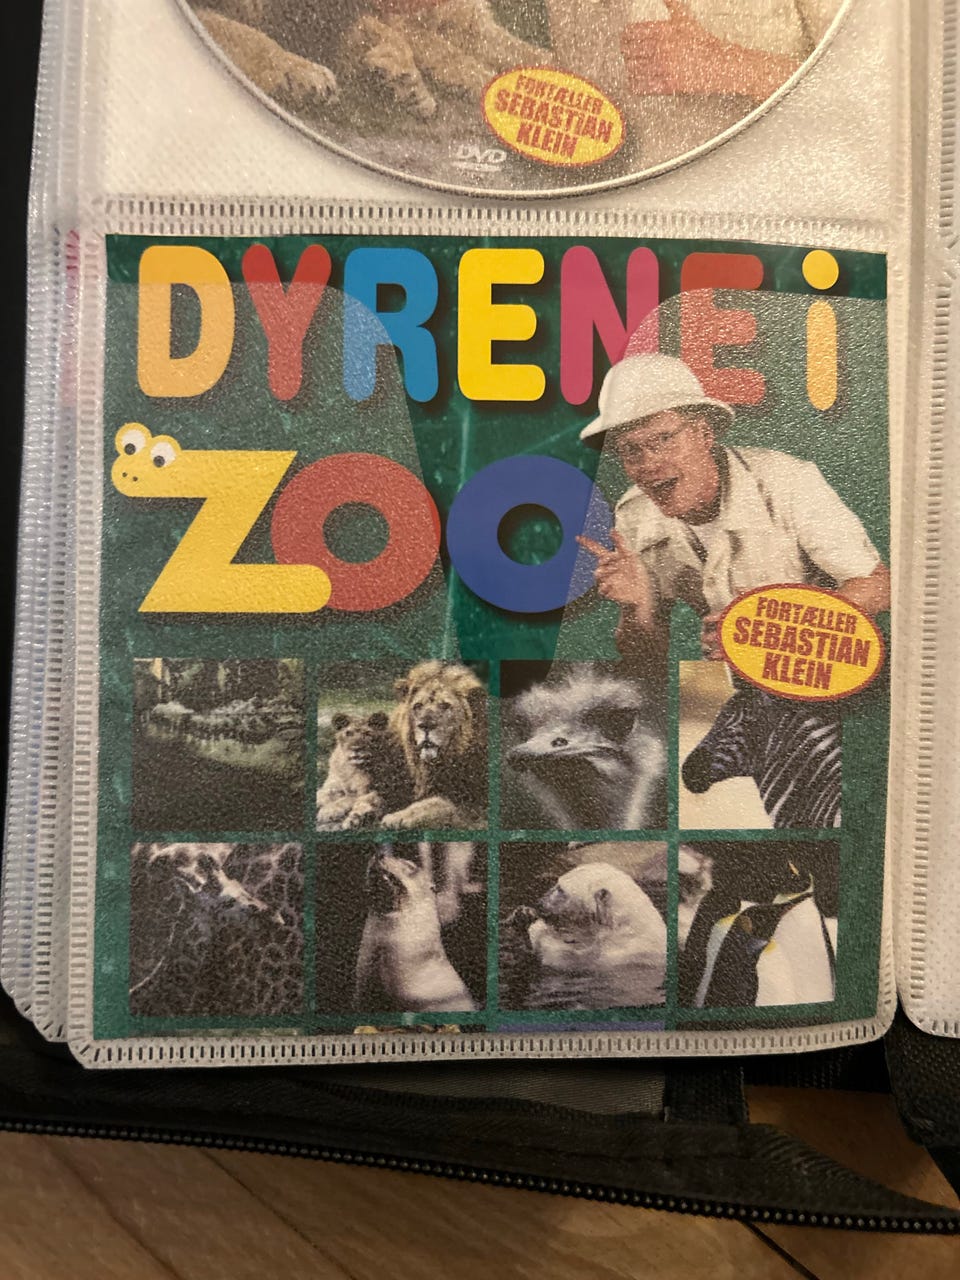 FORTÆLLER
SEBASTIAN
KLEIN
DVD
DYRENE i
ZOO
FORTÆLLER
SEBASTIAN
KLEIN